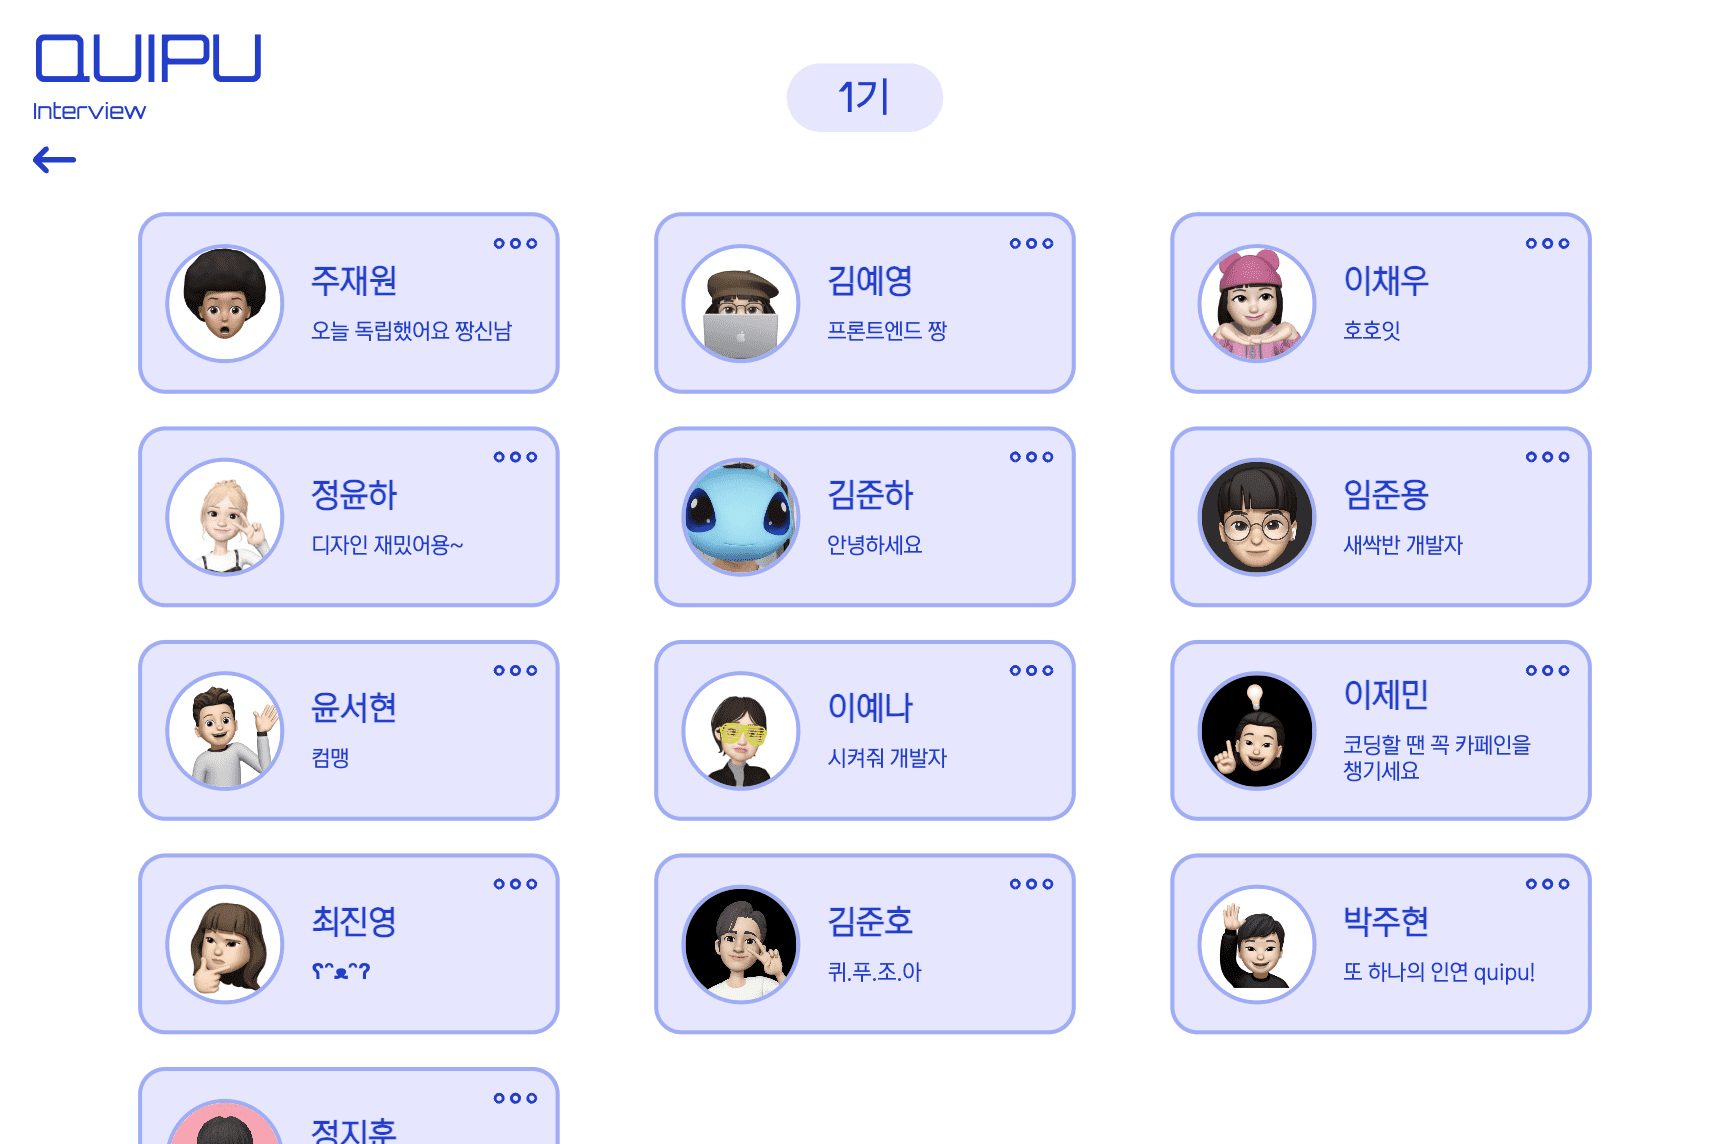 QUIPU
Interview
1기
주재원
오늘 독립했어요 짱신남
김예영
프론트엔드 짱
이채우
호호잇
정윤하
디자인 재밌어용~
김준하
안녕하세요
임준용
새싹반 개발자
윤서현
컴맹
이예나
시켜줘 개발자
이제민
코딩할 땐 꼭 카페인을
챙기세요
최진영
ʕᵔᴥᵔʔ
김준호
퀴.푸.조.아
박주현
또 하나의 인연 quipu!
정지훈